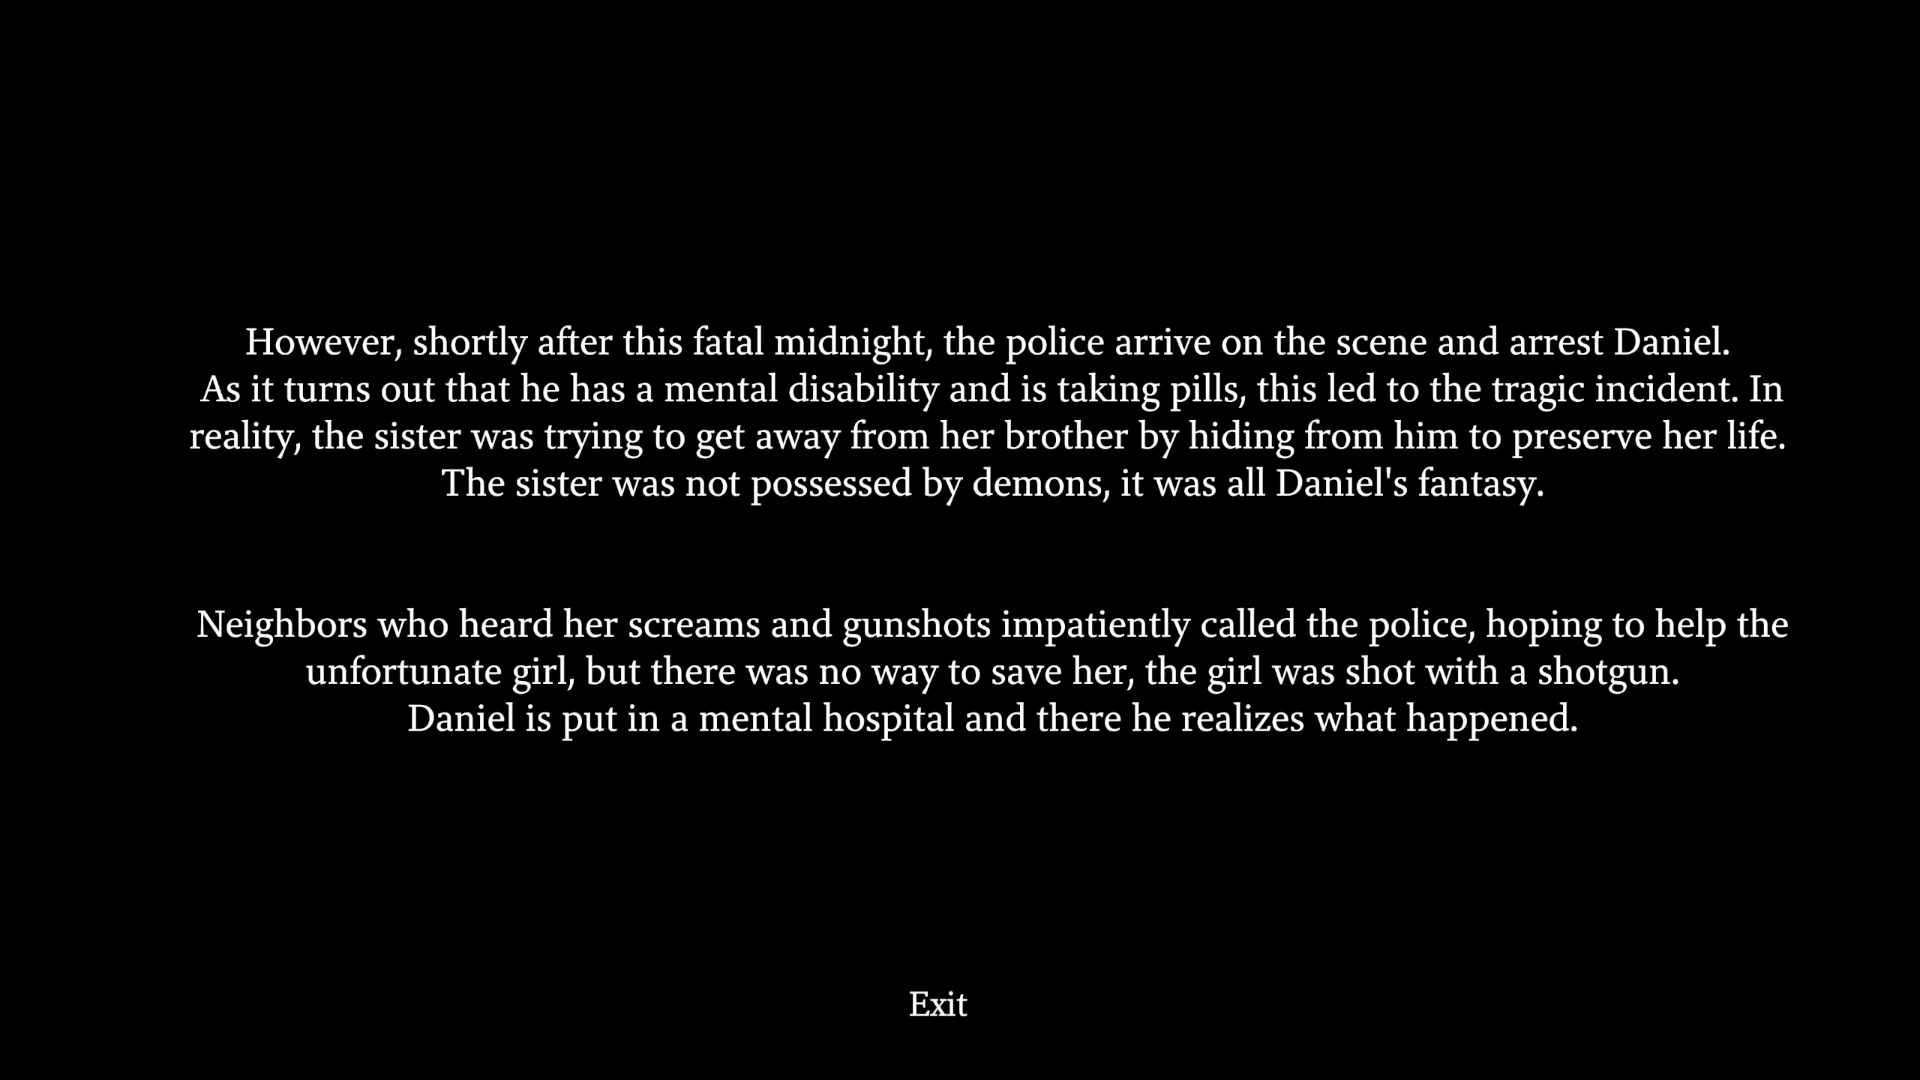 However, shortly after this fatal midnight, the police arrive on the scene and arrest Daniel.
As it turns out that he has a mental disability and is taking pills, this led to the tragic incident. In
reality, the sister was trying to get away from her brother by hiding from him to preserve her life.
The sister was not possessed by demons, it was all Daniel's fantasy.
Neighbors who heard her screams and gunshots impatiently called the police, hoping to help the
unfortunate girl, but there was no way to save her, the girl was shot with a shotgun.
Daniel is put in a mental hospital and there he realizes what happened.
Exit